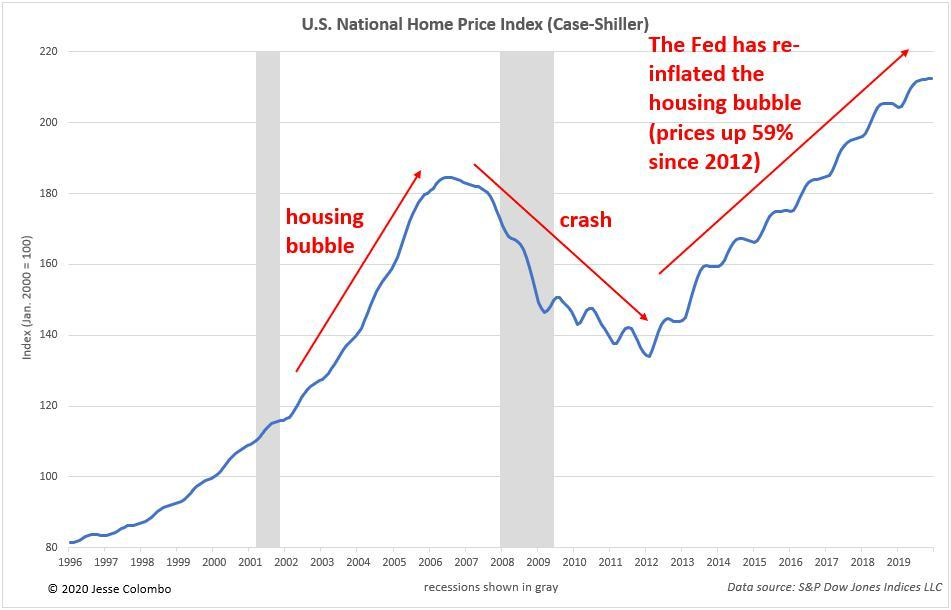 U.S. National Home Price Index (Case-Shiller)
The Fed has re-
inflated the
housing bubble
(prices up 59%
since 2012)
housing
bubble
crash
Index (Jan. 2000 = 100)
220
200
180
160
140
120
100
80
1996 1997 1998 1999 2000 2001 2002 2003 2004 2005 2006 2007 2008 2009 2010 2011 2012 2013 2014 2015 2016 2017 2018 2019
© 2020 Jesse Colombo
recessions shown in gray
Data source: S&P Dow Jones Indices LLC